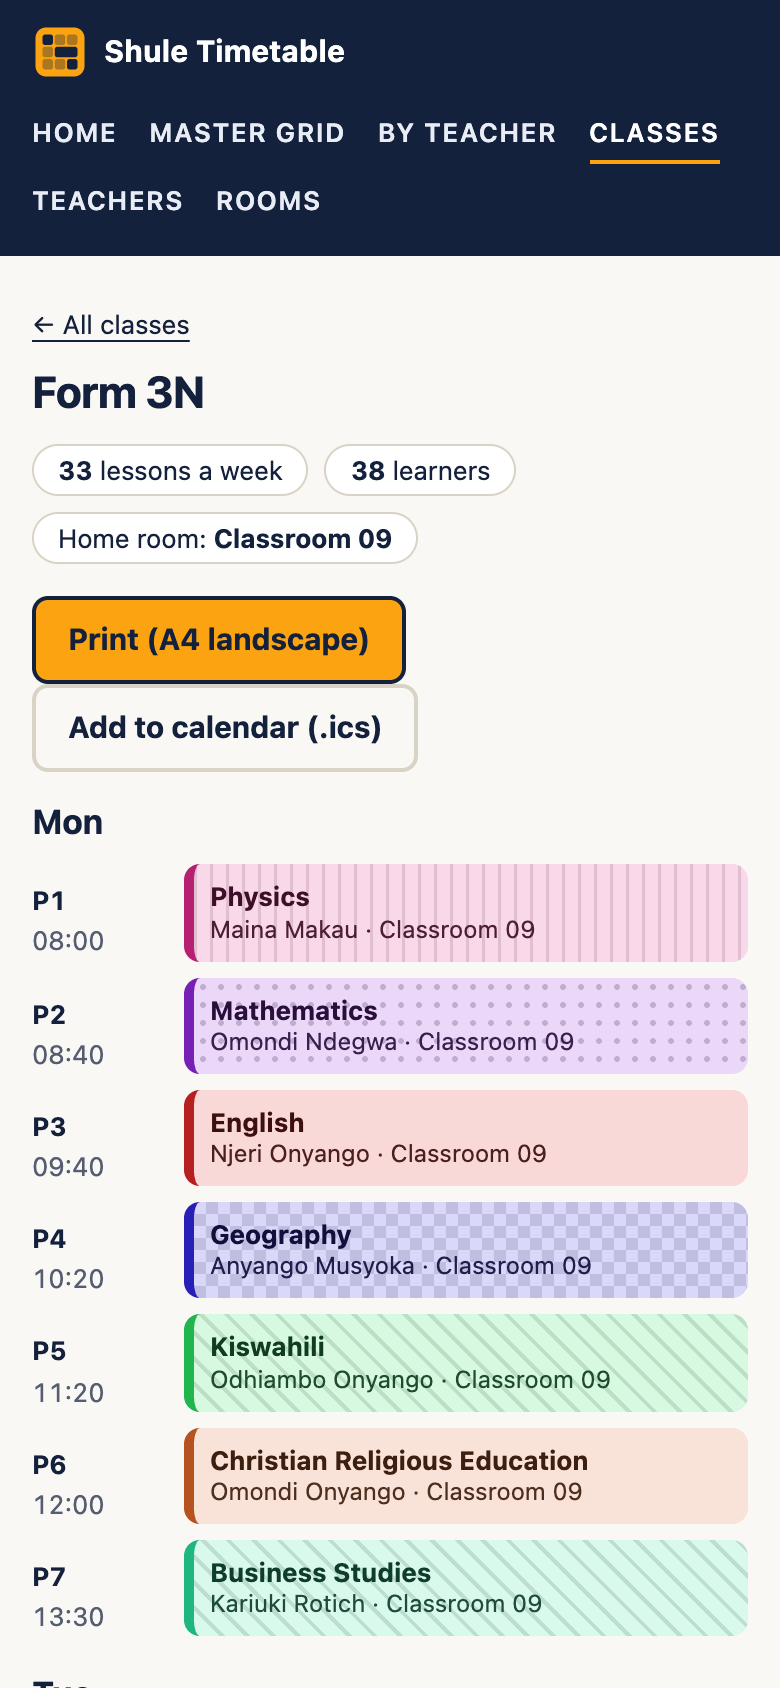 Shule Timetable
HOME MASTER GRID BY TEACHER CLASSES
TEACHERS ROOMS
← All classes
Form 3N
33 lessons a week 38 learners
Home room: Classroom 09
Print (A4 landscape)
Add to calendar (.ics)
Mon
P1 Physics
08:00 Maina Makau · Classroom 09
P2 Mathematics
08:40 Omondi Ndegwa · Classroom 09
P3 English
09:40 Njeri Onyango · Classroom 09
P4 Geography
10:20 Anyango Musyoka · Classroom 09
P5 Kiswahili
11:20 Odhiambo Onyango · Classroom 09
P6 Christian Religious Education
12:00 Omondi Onyango · Classroom 09
P7 Business Studies
13:30 Kariuki Rotich · Classroom 09